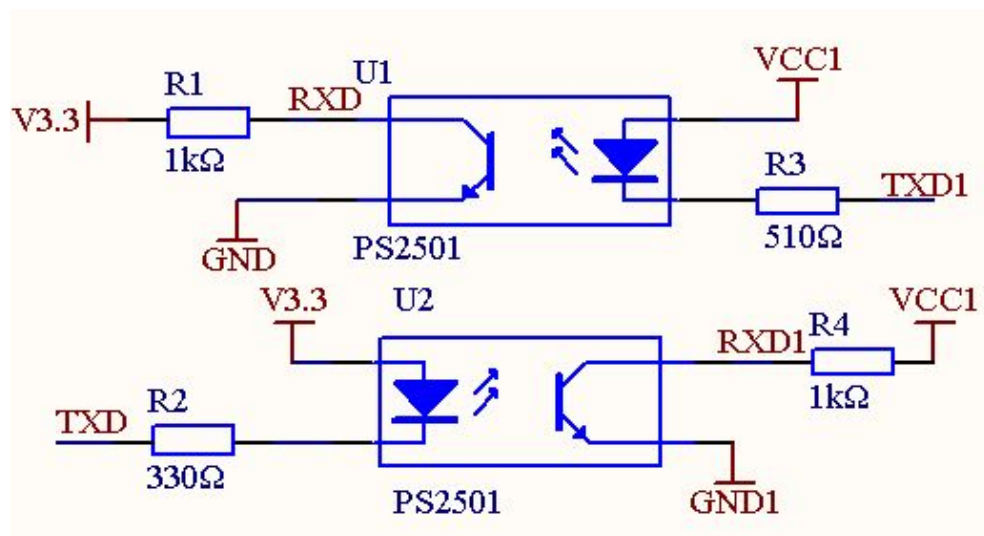 VCC1
U1
R1
RXD
V3.3
1kΩ
R3
TXD1
510Ω
GND
PS2501
V3.3
U2
VCC1
RXD1
R4
1kΩ
R2
TXD
330Ω
PS2501
GND1